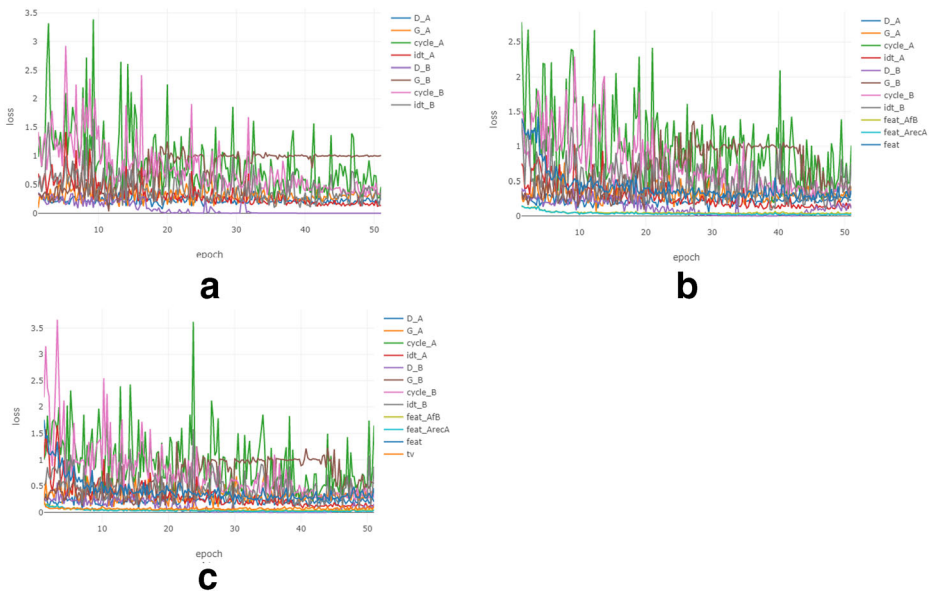 3.5
3
2.5
2
1.5
1
0.5
0
loss
10
20
30
40
50
epoch
D_A
G_A
cycle_A
idt_A
D_B
G_B
cycle_B
idt_B
a
2.5
2
1.5
1
0.5
0
loss
10
20
30
40
50
epoch
D_A
G_A
cycle_A
idt_A
D_B
G_B
cycle_B
idt_B
feat_AfB
feat_ArecA
feat
b
3.5
3
2.5
2
1.5
1
0.5
0
loss
10
20
30
40
50
epoch
D_A
G_A
cycle_A
idt_A
D_B
G_B
cycle_B
idt_B
feat_AfB
feat_ArecA
feat
tv
c